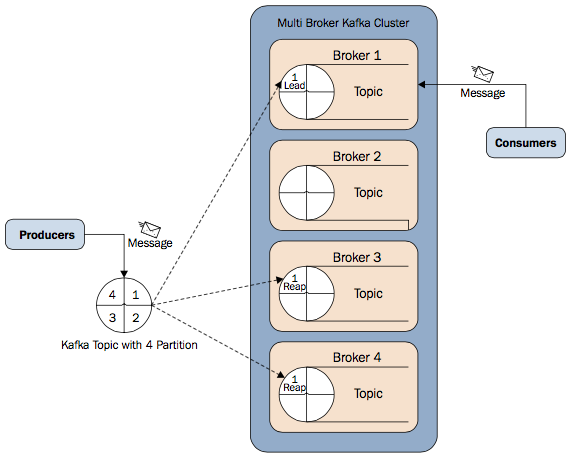 Multi Broker Kafka Cluster
Broker 1
1
Lead
Topic
Message
Consumers
Broker 2
Topic
Producers
Message
Broker 3
1
Reap
Topic
4 1
3 2
Kafka Topic with 4 Partition
Broker 4
1
Reap
Topic